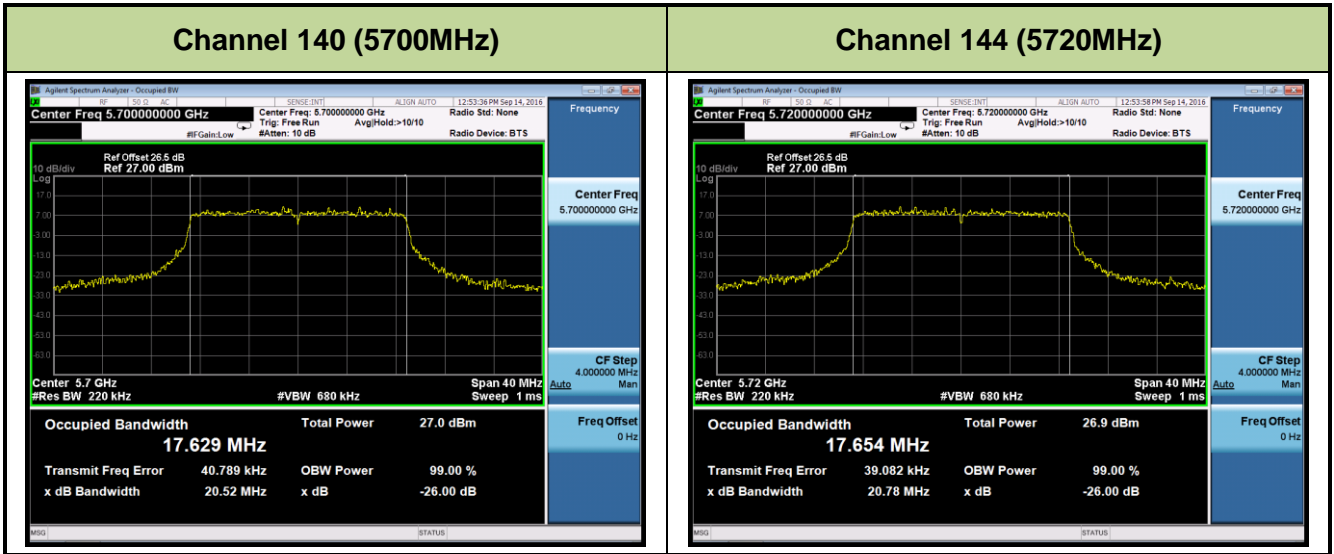 Channel 140 (5700MHz)
Agilent Spectrum Analyzer - Occupied BW
RF 50 Ω AC SENSE:INT ALIGN AUTO 12:53:36 PM Sep 14, 2016
Center Freq 5.700000000 GHz
Center Freq: 5.700000000 GHz
Radio Std: None
Trig: Free Run Avg|Hold:>10/10
#IFGain:Low
#Atten: 10 dB
Radio Device: BTS
Frequency
Ref Offset 26.5 dB
10 dB/div Ref 27.00 dBm
Log
17.0
7.00
-3.00
-13.0
-23.0
-33.0
-43.0
-53.0
-63.0
Center Freq
5.700000000 GHz
Center 5.7 GHz
Span 40 MHz
#Res BW 220 kHz
#VBW 680 kHz
Sweep 1 ms
CF Step
4.000000 MHz
Auto Man
Occupied Bandwidth
17.629 MHz
Total Power 27.0 dBm
Transmit Freq Error 40.789 kHz
OBW Power 99.00 %
x dB Bandwidth 20.52 MHz
x dB -26.00 dB
Freq Offset
0 Hz
MSG STATUS
Channel 144 (5720MHz)
Agilent Spectrum Analyzer - Occupied BW
RF 50 Ω AC SENSE:INT ALIGN AUTO 12:53:58 PM Sep 14, 2016
Center Freq 5.720000000 GHz
Center Freq: 5.720000000 GHz
Radio Std: None
Trig: Free Run Avg|Hold:>10/10
#IFGain:Low
#Atten: 10 dB
Radio Device: BTS
Frequency
Ref Offset 26.5 dB
10 dB/div Ref 27.00 dBm
Log
17.0
7.00
-3.00
-13.0
-23.0
-33.0
-43.0
-53.0
-63.0
Center Freq
5.720000000 GHz
Center 5.72 GHz
Span 40 MHz
#Res BW 220 kHz
#VBW 680 kHz
Sweep 1 ms
CF Step
4.000000 MHz
Auto Man
Occupied Bandwidth
17.654 MHz
Total Power 26.9 dBm
Transmit Freq Error 39.082 kHz
OBW Power 99.00 %
x dB Bandwidth 20.78 MHz
x dB -26.00 dB
Freq Offset
0 Hz
MSG STATUS